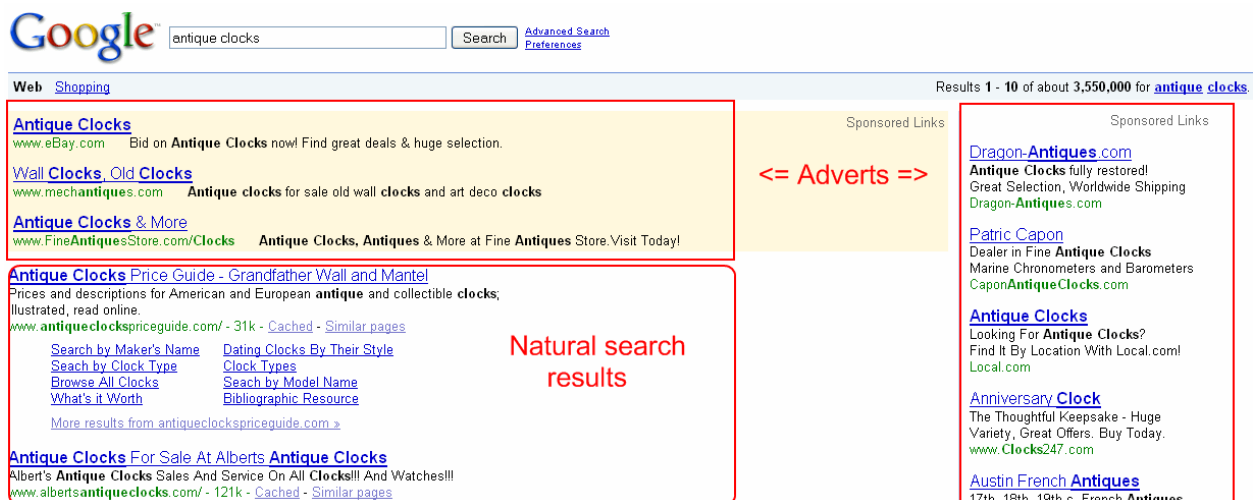 Google™ antique clocks Search Advanced Search
Preferences
Web Shopping Results 1 - 10 of about 3,550,000 for antique clocks.
Antique Clocks
www.eBay.com Bid on Antique Clocks now! Find great deals & huge selection.
Wall Clocks, Old Clocks
www.mechantiques.com Antique clocks for sale old wall clocks and art deco clocks
Antique Clocks & More
www.FineAntiquesStore.com/Clocks Antique Clocks, Antiques & More at Fine Antiques Store.Visit Today!
Sponsored Links
<= Adverts =>
Antique Clocks Price Guide - Grandfather Wall and Mantel
Prices and descriptions for American and European antique and collectible clocks;
illustrated, read online.
www.antiqueclockspriceguide.com/ - 31k - Cached - Similar pages
Search by Maker's Name Dating Clocks By Their Style
Seach by Clock Type Clock Types
Browse All Clocks Seach by Model Name
What's it Worth Bibliographic Resource
More results from antiqueclockspriceguide.com »
Natural search
results
Antique Clocks For Sale At Alberts Antique Clocks
Albert's Antique Clocks Sales And Service On All Clocks!!! And Watches!!!
www.albertsantiqueclocks.com/ - 121k - Cached - Similar pages
Sponsored Links
Dragon-Antiques.com
Antique Clocks fully restored!
Great Selection, Worldwide Shipping
Dragon-Antiques.com
Patric Capon
Dealer in Fine Antique Clocks
Marine Chronometers and Barometers
CaponAntiqueClocks.com
Antique Clocks
Looking For Antique Clocks?
Find It By Location With Local.com!
Local.com
Anniversary Clock
The Thoughtful Keepsake - Huge
Variety, Great Offers. Buy Today.
www.Clocks247.com
Austin French Antiques
17th, 18th, 19th c. French Antiques